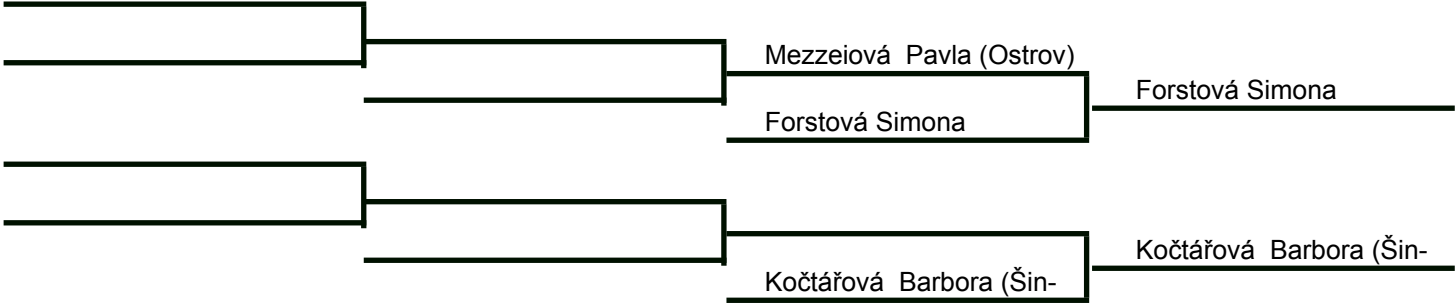 Mezzeiová  Pavla (Ostrov)
Forstová Simona
Forstová Simona
Kočtářová  Barbora (Šin-
Kočtářová  Barbora (Šin-